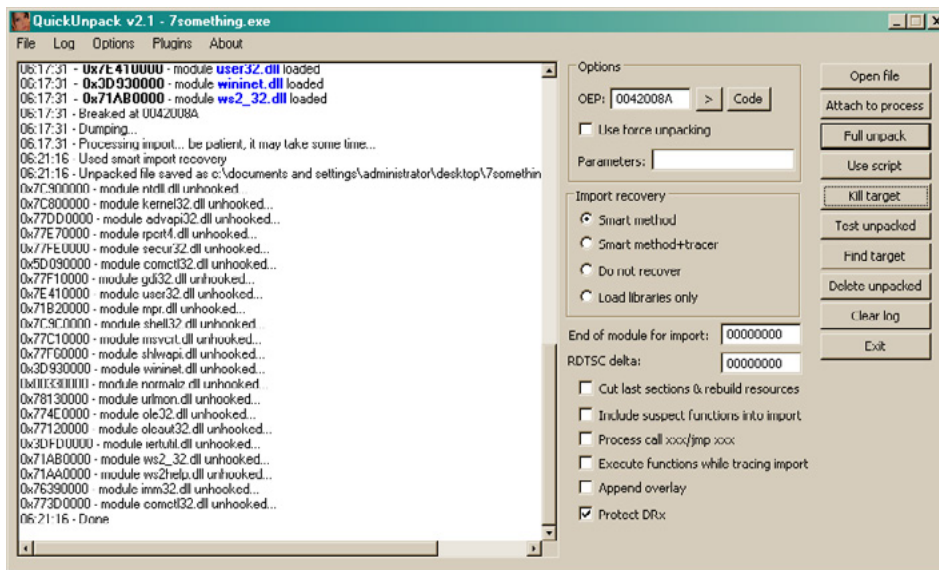 QuickUnpack v2.1 - 7something.exe
File Log Options Plugins About
06:17:31 - 0x7E410000 - module user32.dll loaded
06:17:31 - 0x3D930000 - module wininet.dll loaded
06:17:31 - 0x71AB0000 - module ws2_32.dll loaded
06:17:31 - Breaked at 0042008A
06:17:31 - Dumping...
06:17:31 - Processing import... be patient, it may take some time...
06:21:16 - Used smart import recovery
06:21:16 - Unpacked file saved as c:\documents and settings\administrator\desktop\7somethin
0x7C900000 - module ntdll.dll unhooked...
0x7C800000 - module kernel32.dll unhooked...
0x77DD0000 - module advapi32.dll unhooked...
0x77E70000 - module rpcrt4.dll unhooked...
0x77FE0000 - module secur32.dll unhooked...
0x5D090000 - module comctl32.dll unhooked...
0x77F10000 - module gdi32.dll unhooked...
0x7E410000 - module user32.dll unhooked...
0x71B20000 - module mpr.dll unhooked...
0x7C9C0000 - module shell32.dll unhooked...
0x77C10000 - module msvcrt.dll unhooked...
0x77F60000 - module shlwapi.dll unhooked...
0x3D930000 - module wininet.dll unhooked...
0x00330000 - module normaliz.dll unhooked...
0x78130000 - module urlmon.dll unhooked...
0x774E0000 - module ole32.dll unhooked...
0x77120000 - module oleaut32.dll unhooked...
0x3DFD0000 - module iertutil.dll unhooked...
0x71AB0000 - module ws2_32.dll unhooked...
0x71AA0000 - module ws2help.dll unhooked...
0x76390000 - module imm32.dll unhooked...
0x773D0000 - module comctl32.dll unhooked...
06:21:16 - Done
Options
OEP: 0042008A > Code
Use force unpacking
Parameters:
Import recovery
Smart method
Smart method+tracer
Do not recover
Load libraries only
End of module for import: 00000000
RDTSC delta: 00000000
Cut last sections & rebuild resources
Include suspect functions into import
Process call xxx/jmp xxx
Execute functions while tracing import
Append overlay
Protect DRx
Open file
Attach to process
Full unpack
Use script
Kill target
Test unpacked
Find target
Delete unpacked
Clear log
Exit